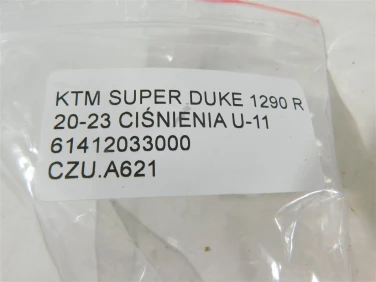 KTM SUPER DUKE 1290 R
20-23 CIŚNIENIA U-11
61412033000
CZU.A621